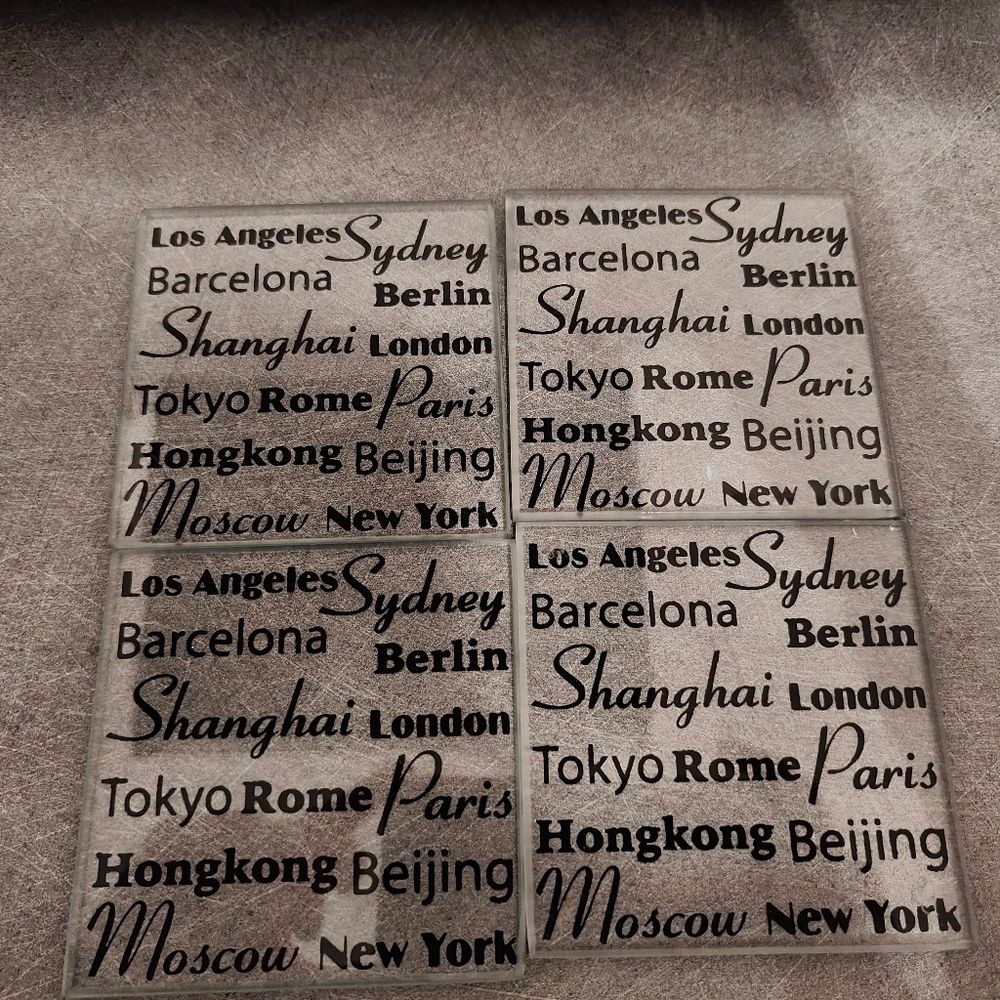 Los Angeles Sydney
Barcelona
Berlin
Shanghai London
Tokyo Rome Paris
Hongkong Beijing
Moscow New York
Los Angeles Sydney
Barcelona
Berlin
Shanghai London
Tokyo Rome Paris
Hongkong Beijing
Moscow New York
Los Angeles Sydney
Barcelona
Berlin
Shanghai London
Tokyo Rome Paris
Hongkong Beijing
Moscow New York
Los Angeles Sydney
Barcelona
Berlin
Shanghai London
Tokyo Rome Paris
Hongkong Beijing
Moscow New York